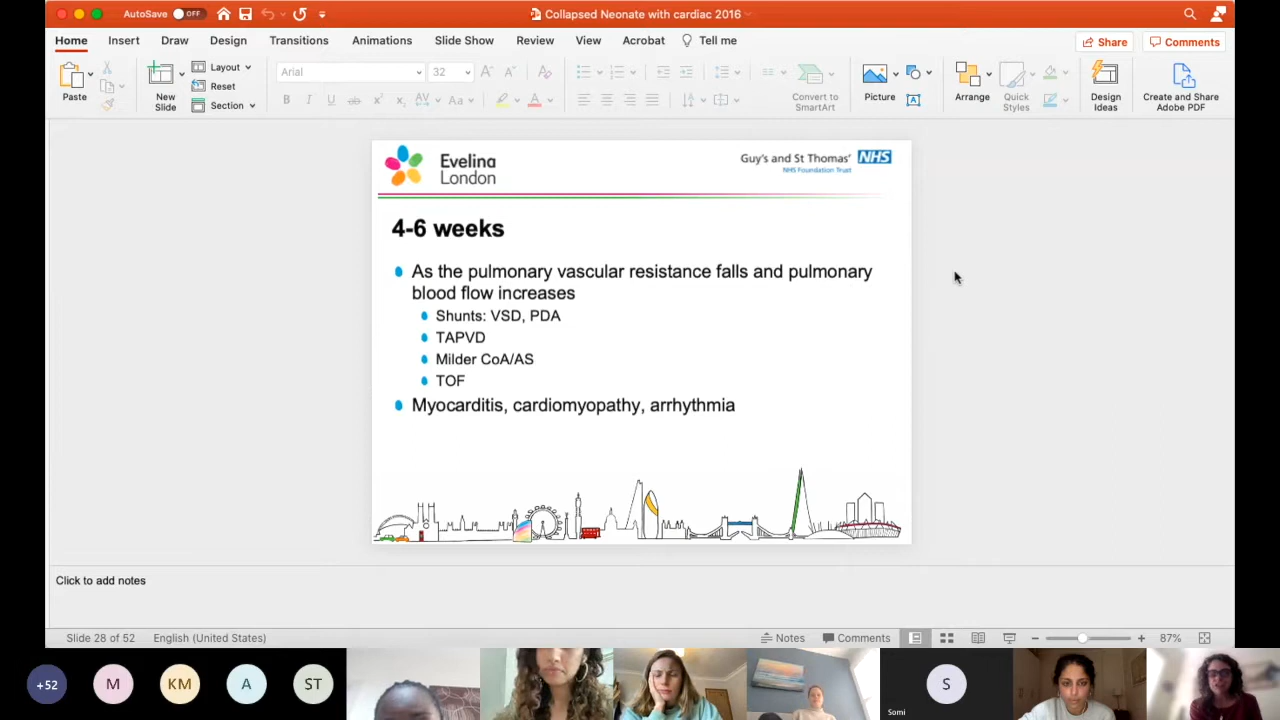 AutoSave OFF
Collapsed Neonate with cardiac 2016
Home Insert Draw Design Transitions Animations Slide Show Review View Acrobat Tell me
Share Comments
Paste
New Slide
Layout
Reset
Section
Arial 32
Convert to SmartArt
Picture
Arrange
Quick Styles
Design Ideas
Create and Share Adobe PDF
Evelina
London
Guy's and St Thomas' NHS
NHS Foundation Trust
4-6 weeks
As the pulmonary vascular resistance falls and pulmonary
blood flow increases
Shunts: VSD, PDA
TAPVD
Milder CoA/AS
TOF
Myocarditis, cardiomyopathy, arrhythmia
Click to add notes
Slide 28 of 52 English (United States) Notes Comments 87%
+52 M KM A ST S
Somi